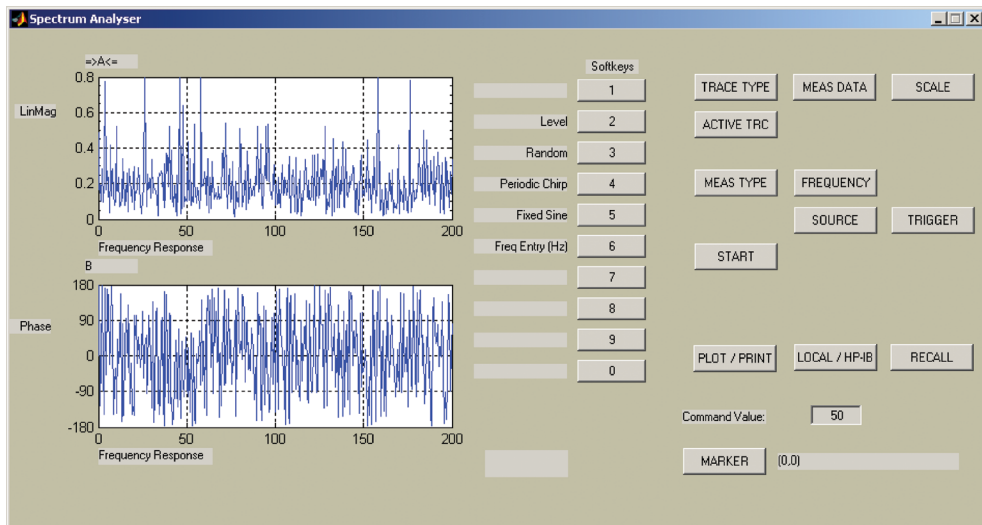 Spectrum Analyser
=>A<=
LinMag
0.8
0.6
0.4
0.2
0
0 50 100 150 200
Frequency Response
B
Phase
180
90
0
-90
-180
0 50 100 150 200
Frequency Response
Softkeys
1
Level 2
Random 3
Periodic Chirp 4
Fixed Sine 5
Freq Entry (Hz) 6
7
8
9
0
TRACE TYPE MEAS DATA SCALE
ACTIVE TRC
MEAS TYPE FREQUENCY
SOURCE TRIGGER
START
PLOT / PRINT LOCAL / HP-IB RECALL
Command Value: 50
MARKER (0,0)